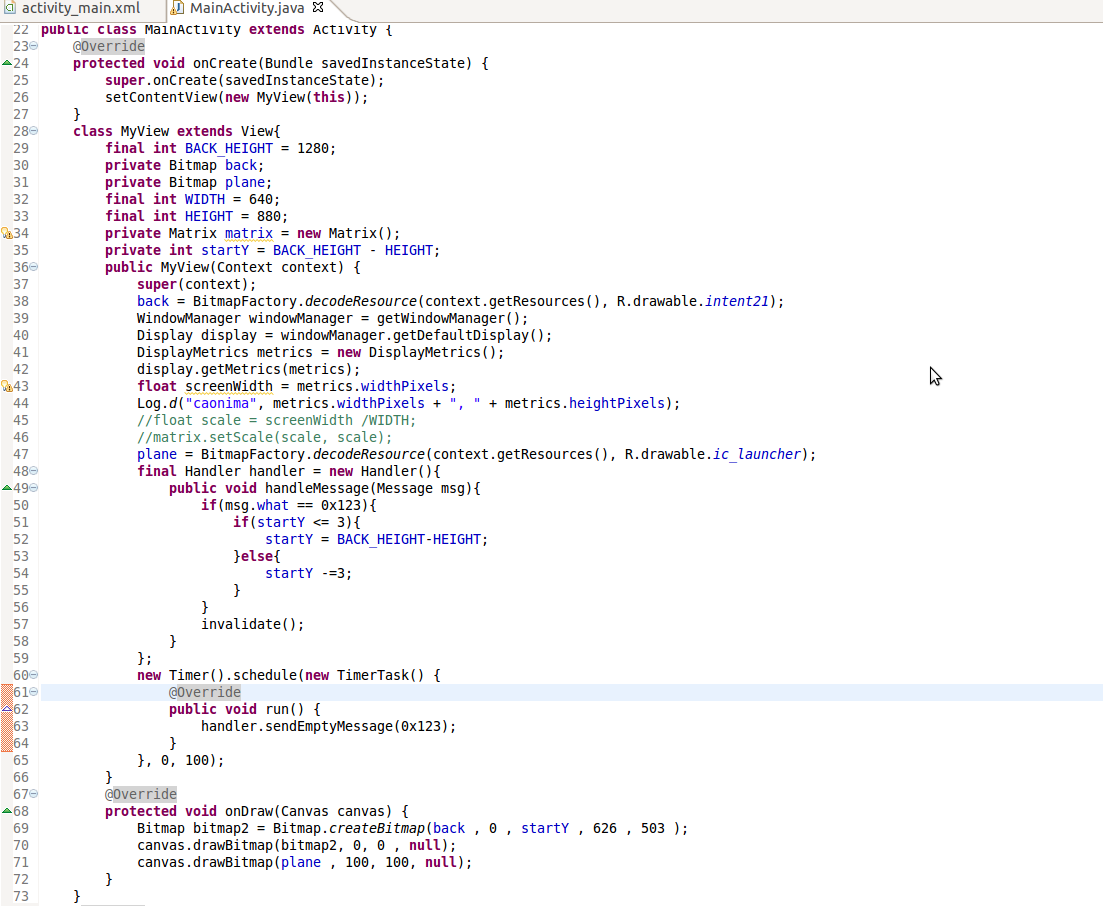 activity_main.xml MainActivity.java
22 public class MainActivity extends Activity {
23 @Override
24 protected void onCreate(Bundle savedInstanceState) {
25 super.onCreate(savedInstanceState);
26 setContentView(new MyView(this));
27 }
28 class MyView extends View{
29 final int BACK_HEIGHT = 1280;
30 private Bitmap back;
31 private Bitmap plane;
32 final int WIDTH = 640;
33 final int HEIGHT = 880;
34 private Matrix matrix = new Matrix();
35 private int startY = BACK_HEIGHT - HEIGHT;
36 public MyView(Context context) {
37 super(context);
38 back = BitmapFactory.decodeResource(context.getResources(), R.drawable.intent21);
39 WindowManager windowManager = getWindowManager();
40 Display display = windowManager.getDefaultDisplay();
41 DisplayMetrics metrics = new DisplayMetrics();
42 display.getMetrics(metrics);
43 float screenWidth = metrics.widthPixels;
44 Log.d("caonima", metrics.widthPixels + ", " + metrics.heightPixels);
45 //float scale = screenWidth /WIDTH;
46 //matrix.setScale(scale, scale);
47 plane = BitmapFactory.decodeResource(context.getResources(), R.drawable.ic_launcher);
48 final Handler handler = new Handler(){
49 public void handleMessage(Message msg){
50 if(msg.what == 0x123){
51 if(startY <= 3){
52 startY = BACK_HEIGHT-HEIGHT;
53 }else{
54 startY -=3;
55 }
56 }
57 invalidate();
58 }
59 };
60 new Timer().schedule(new TimerTask() {
61 @Override
62 public void run() {
63 handler.sendEmptyMessage(0x123);
64 }
65 }, 0, 100);
66 }
67 @Override
68 protected void onDraw(Canvas canvas) {
69 Bitmap bitmap2 = Bitmap.createBitmap(back , 0 , startY , 626 , 503 );
70 canvas.drawBitmap(bitmap2, 0, 0 , null);
71 canvas.drawBitmap(plane , 100, 100, null);
72 }
73 }